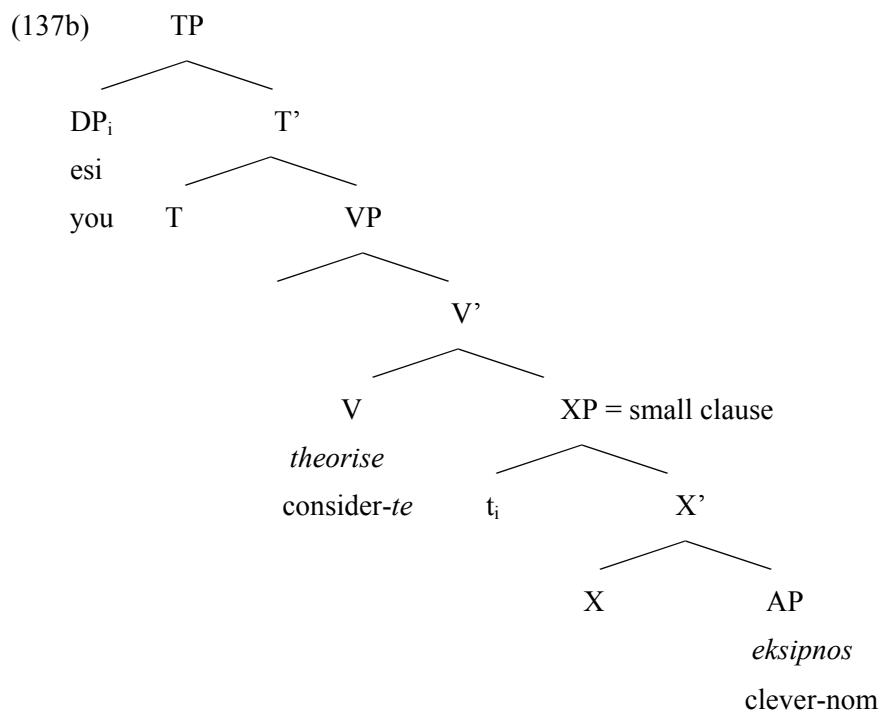 (137b) TP
DPᵢ T’
esi
you T VP
V’
V XP = small clause
theorise
consider-te tᵢ X’
X AP
eksipnos
clever-nom